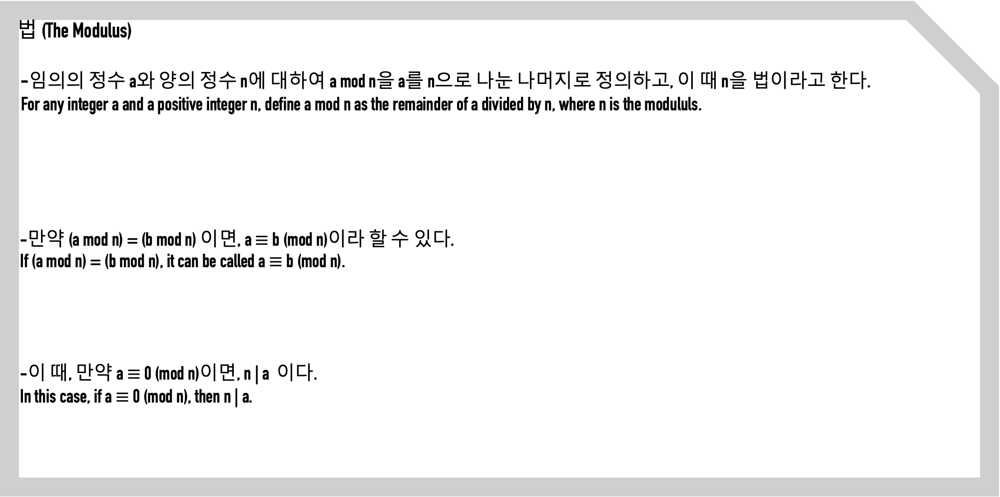 법 (The Modulus)
-임의의 정수 a와 양의 정수 n에 대하여 a mod n을 a를 n으로 나눈 나머지로 정의하고, 이 때 n을 법이라고 한다.
For any integer a and a positive integer n, define a mod n as the remainder of a divided by n, where n is the modululs.
-만약 (a mod n) = (b mod n) 이면, a ≡ b (mod n)이라 할 수 있다.
If (a mod n) = (b mod n), it can be called a ≡ b (mod n).
-이 때, 만약 a ≡ 0 (mod n)이면, n | a 이다.
In this case, if a ≡ 0 (mod n), then n | a.